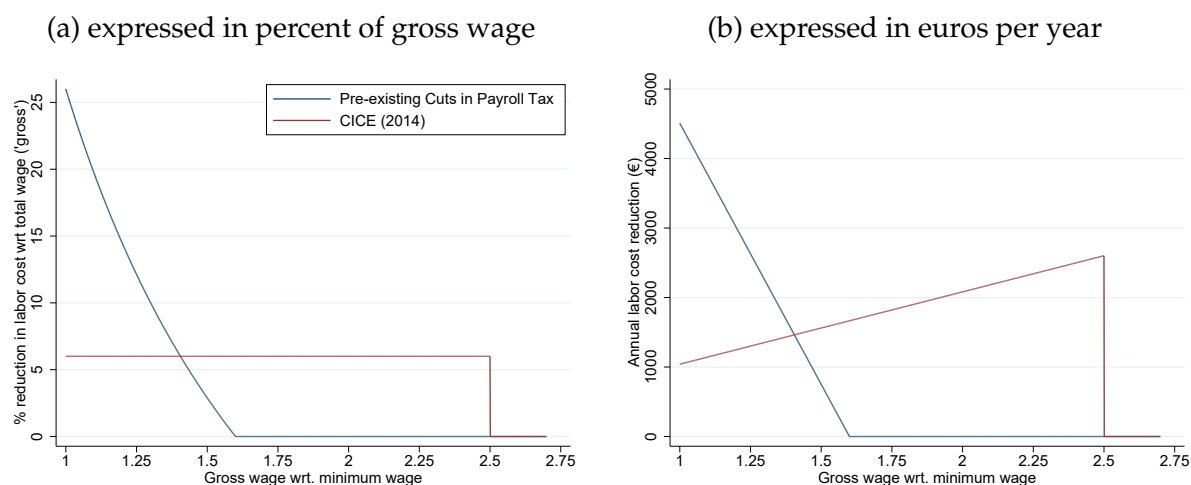 (a) expressed in percent of gross wage
% reduction in labor cost wrt total wage ('gross')
25
20
15
10
5
0
Pre-existing Cuts in Payroll Tax
CICE (2014)
1 1.25 1.5 1.75 2 2.25 2.5 2.75
Gross wage wrt. minimum wage
(b) expressed in euros per year
Annual labor cost reduction (€)
5000
4000
3000
2000
1000
0
1 1.25 1.5 1.75 2 2.25 2.5 2.75
Gross wage wrt. minimum wage